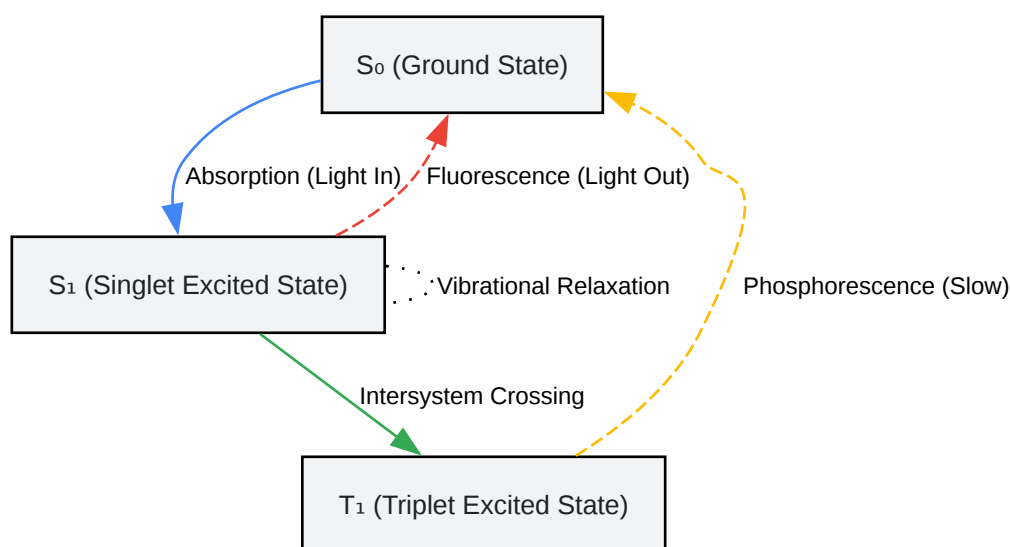 S₀ (Ground State)
Absorption (Light In)
Fluorescence (Light Out)
S₁ (Singlet Excited State)
Vibrational Relaxation
Phosphorescence (Slow)
Intersystem Crossing
T₁ (Triplet Excited State)